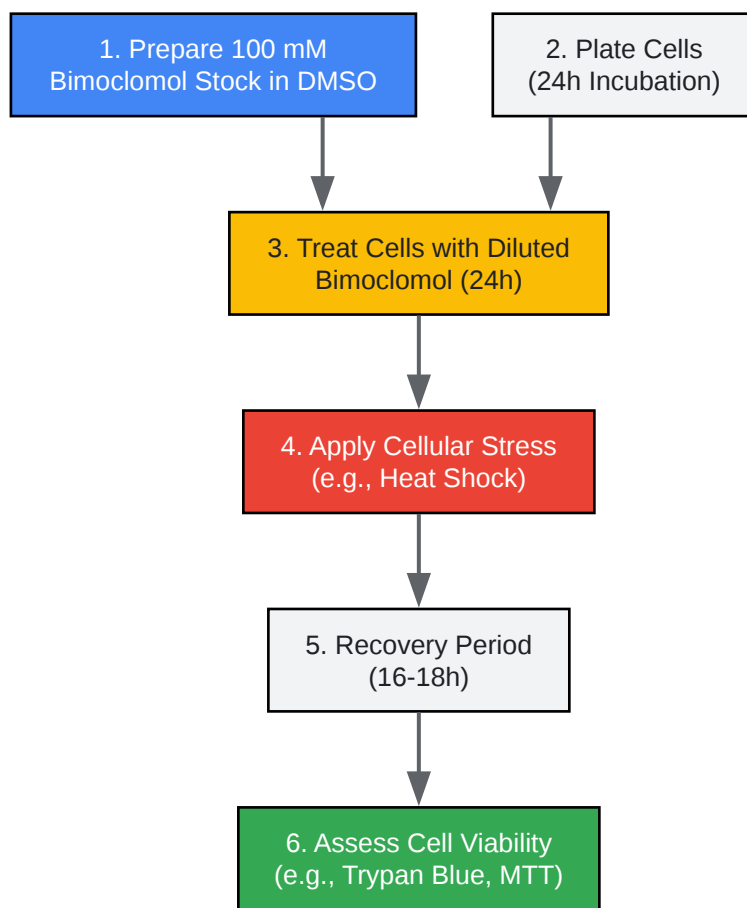 1. Prepare 100 mM
Bimoclomol Stock in DMSO
2. Plate Cells
(24h Incubation)
3. Treat Cells with Diluted
Bimoclomol (24h)
4. Apply Cellular Stress
(e.g., Heat Shock)
5. Recovery Period
(16-18h)
6. Assess Cell Viability
(e.g., Trypan Blue, MTT)